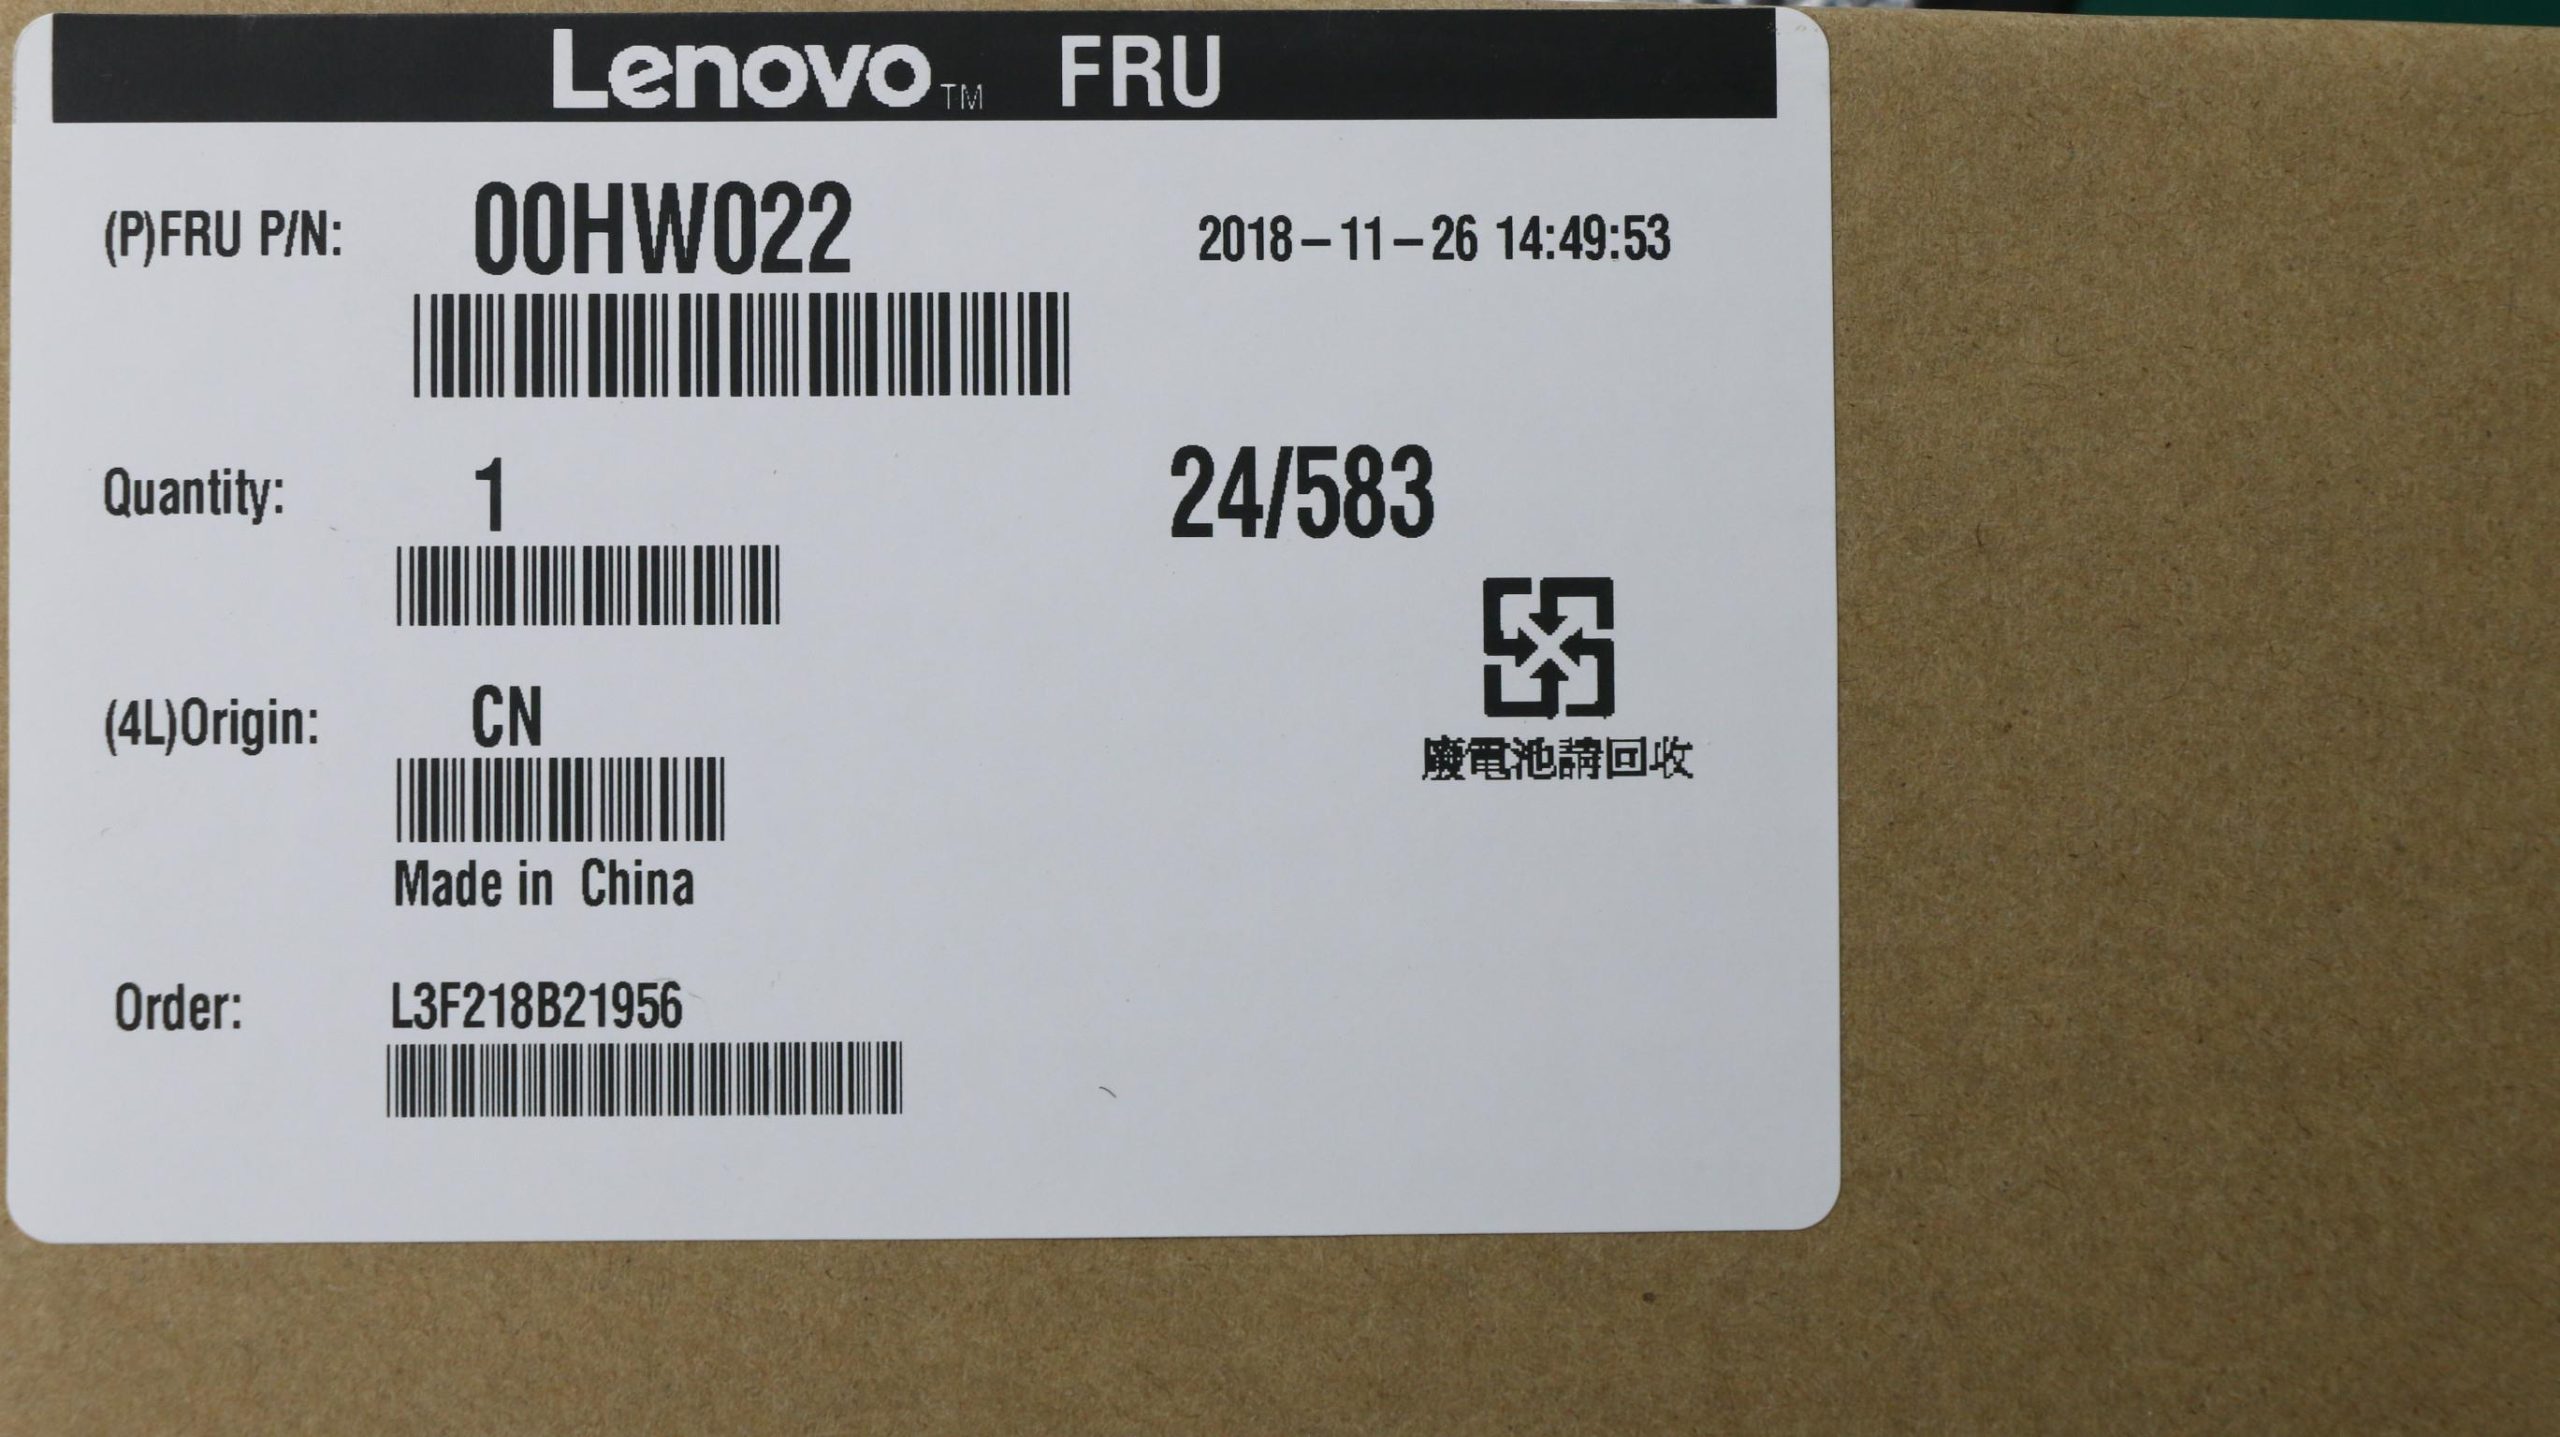 Lenovo™ FRU
(P)FRU P/N: 00HW022
2018-11-26 14:49:53
Quantity: 1
24/583
(4L)Origin: CN
廢電池請回收
Made in China
Order: L3F218B21956